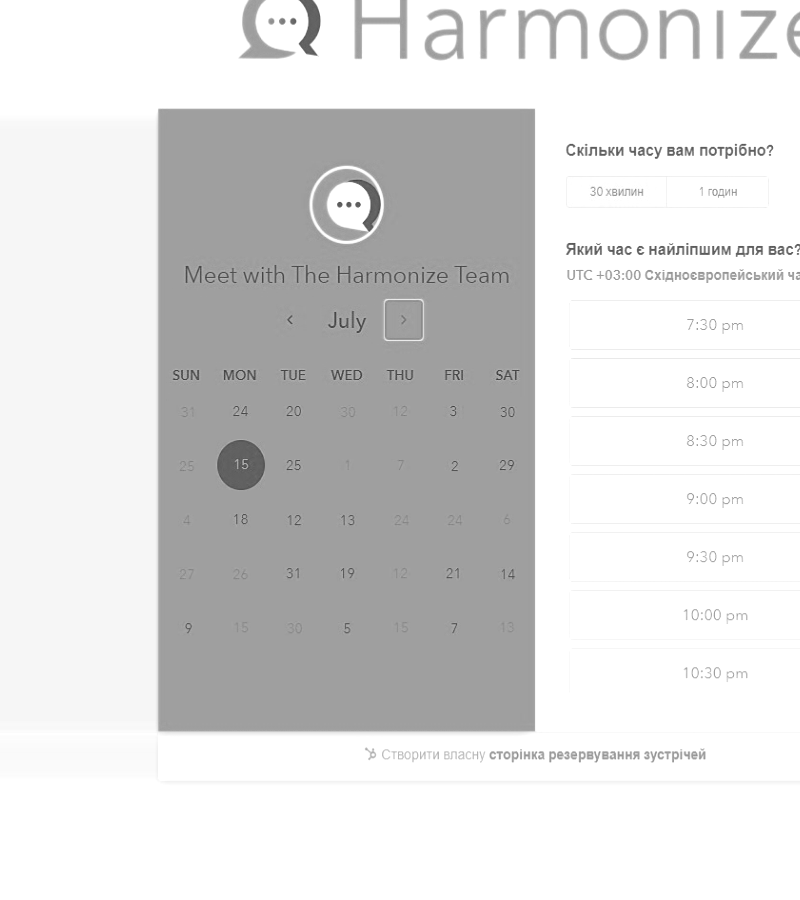 Harmonize
Meet with The Harmonize Team
July
SUN MON TUE WED THU FRI SAT
31 24 20 30 12 3 30
25 15 25 1 7 2 29
4 18 12 13 24 24 6
27 26 31 19 12 21 14
9 15 30 5 15 7 13
Скільки часу вам потрібно?
30 хвилин 1 годин
Який час є найліпшим для вас?
UTC +03:00 Східноєвропейський ча
7:30 pm
8:00 pm
8:30 pm
9:00 pm
9:30 pm
10:00 pm
10:30 pm
Створити власну сторінка резервування зустрічей